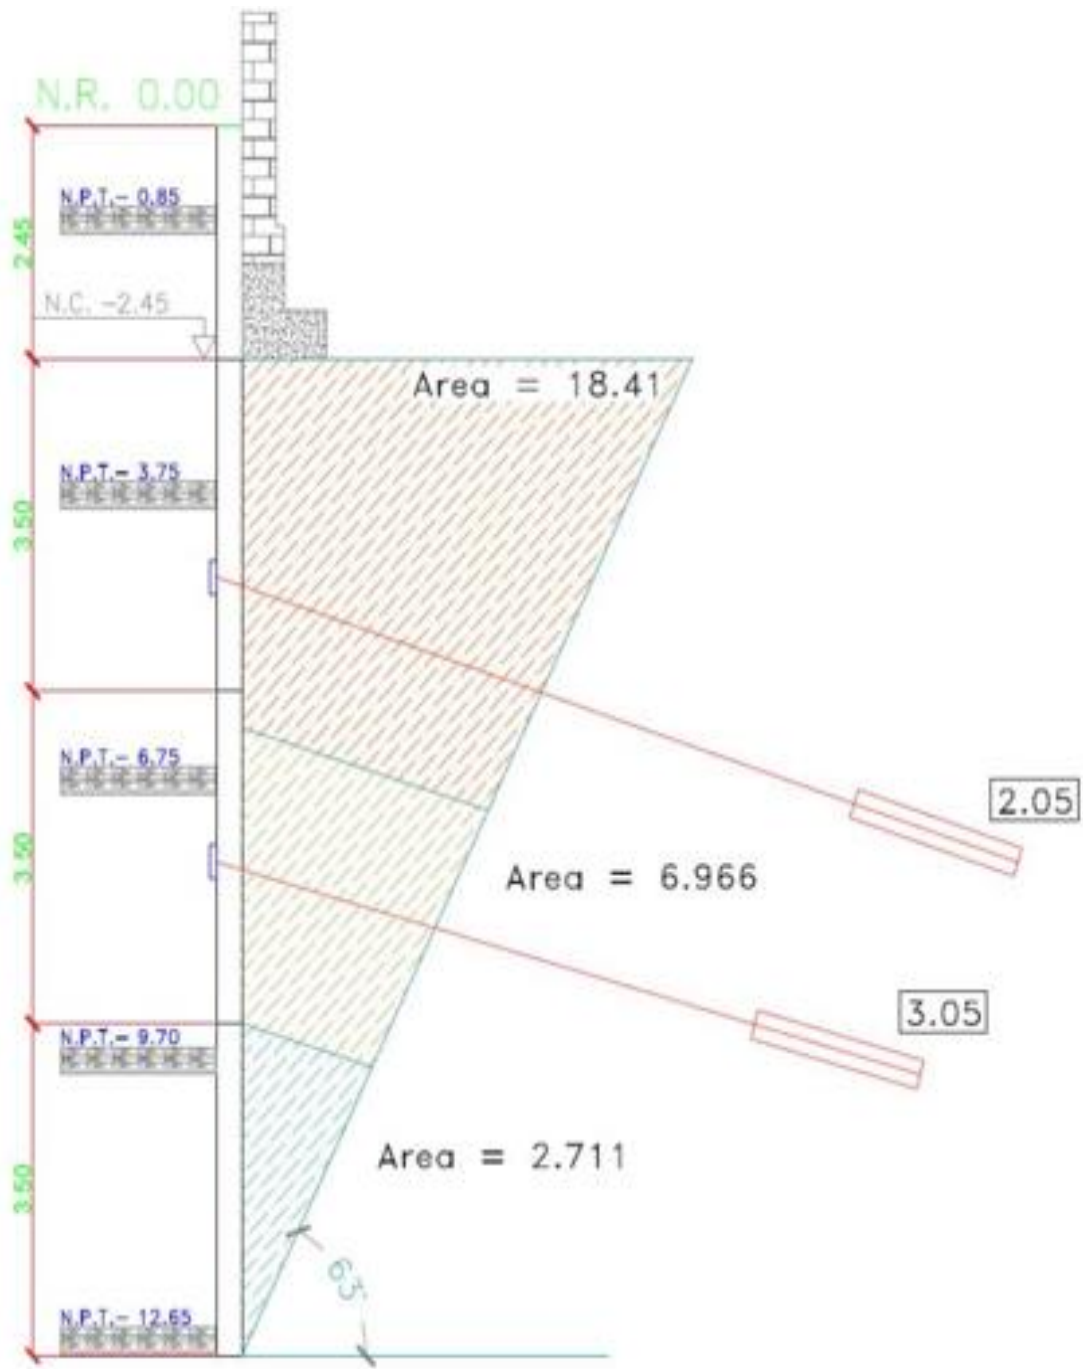 N.R. 0.00
N.P.T.- 0.85
2.45
N.C. -2.45
Area = 18.41
N.P.T.- 3.75
3.50
N.P.T.- 6.75
2.05
3.50
Area = 6.966
3.05
N.P.T.- 9.70
Area = 2.711
3.50
63°
N.P.T.- 12.65